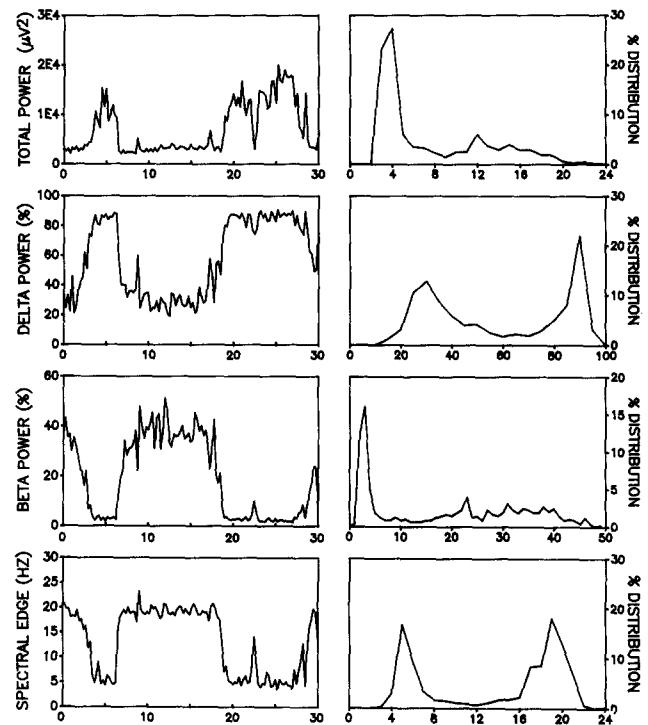 TOTAL POWER (μV2)
3E4
2E4
1E4
0
0 10 20 30
30
20
10
0
0 4 8 12 16 20 24
% DISTRIBUTION
DELTA POWER (%)
100
80
60
40
20
0
0 10 20 30
30
20
10
0
0 20 40 60 80 100
% DISTRIBUTION
BETA POWER (%)
60
40
20
0
0 10 20 30
20
15
10
5
0
0 10 20 30 40 50
% DISTRIBUTION
SPECTRAL EDGE (HZ)
30
25
20
15
10
5
0
0 10 20 30
30
20
10
0
0 4 8 12 16 20 24
% DISTRIBUTION